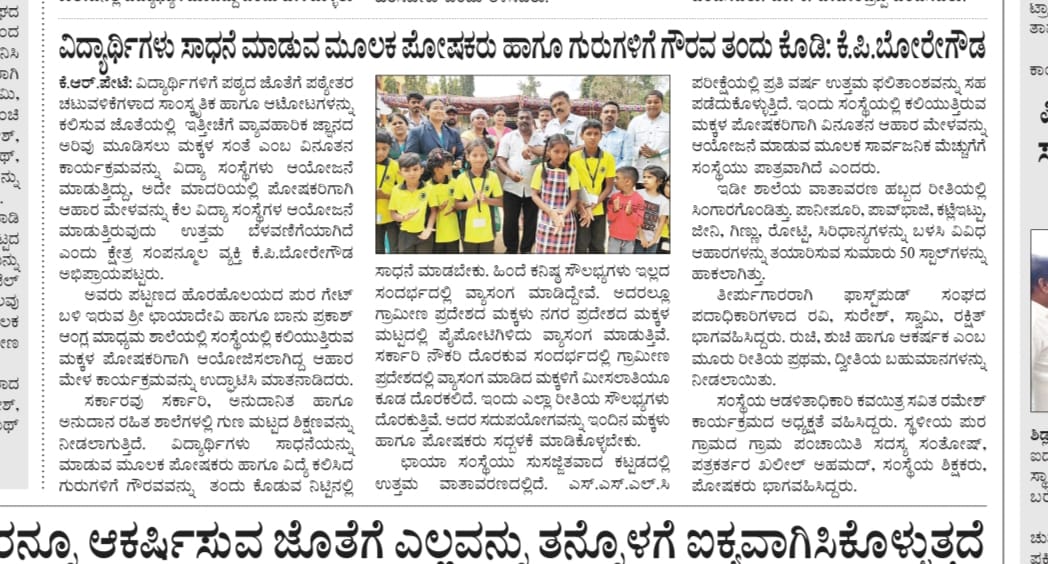 ವಿದ್ಯಾರ್ಥಿಗಳು ಸಾಧನೆ ಮಾಡುವ ಮೂಲಕ ಪೋಷಕರು ಹಾಗೂ ಗುರುಗಳಿಗೆ ಗೌರವ ತಂದು ಕೊಡಿ: ಕೆ.ಪಿ.ಬೋರೇಗೌಡ
ಕೆ.ಆರ್.ಪೇಟೆ: ವಿದ್ಯಾರ್ಥಿಗಳಿಗೆ ಪಠ್ಯದ ಜೊತೆಗೆ ಪಠ್ಯೇತರ
ಚಟುವಳಿಕೆಗಳಾದ ಸಾಂಸ್ಕೃತಿಕ ಹಾಗೂ ಆಟೋಟಗಳನ್ನು
ಕಲಿಸುವ ಜೊತೆಯಲ್ಲಿ ಇತ್ತೀಚೆಗೆ ವ್ಯಾವಹಾರಿಕ ಜ್ಞಾನದ
ಅರಿವು ಮೂಡಿಸಲು ಮಕ್ಕಳ ಸಂತೆ ಎಂಬ ವಿನೂತನ
ಕಾರ್ಯಕ್ರಮವನ್ನು ವಿದ್ಯಾ ಸಂಸ್ಥೆಗಳು ಆಯೋಜನೆ
ಮಾಡುತ್ತಿದ್ದು, ಅದೇ ಮಾದರಿಯಲ್ಲಿ ಪೋಷಕರಿಗಾಗಿ
ಆಹಾರ ಮೇಳವನ್ನು ಕೆಲ ವಿದ್ಯಾ ಸಂಸ್ಥೆಗಳ ಆಯೋಜನೆ
ಮಾಡುತ್ತಿರುವುದು ಉತ್ತಮ ಬೆಳವಣಿಗೆಯಾಗಿದೆ
ಎಂದು ಕ್ಷೇತ್ರ ಸಂಪನ್ಮೂಲ ವ್ಯಕ್ತಿ ಕೆ.ಪಿ.ಬೋರೇಗೌಡ
ಅಭಿಪ್ರಾಯಪಟ್ಟರು.
ಅವರು ಪಟ್ಟಣದ ಹೊರಹೊಲಯದ ಪುರ ಗೇಟ್
ಬಳಿ ಇರುವ ಶ್ರೀ ಛಾಯಾದೇವಿ ಹಾಗೂ ಬಾನು ಪ್ರಕಾಶ್
ಆಂಗ್ಲ ಮಾಧ್ಯಮ ಶಾಲೆಯಲ್ಲಿ ಸಂಸ್ಥೆಯಲ್ಲಿ ಕಲಿಯುತ್ತಿರುವ
ಮಕ್ಕಳ ಪೋಷಕರಿಗಾಗಿ ಆಯೋಜಿಸಲಾಗಿದ್ದ ಆಹಾರ
ಮೇಳ ಕಾರ್ಯಕ್ರಮವನ್ನು ಉದ್ಘಾಟಿಸಿ ಮಾತನಾಡಿದರು.
ಸರ್ಕಾರವು ಸರ್ಕಾರಿ, ಅನುದಾನಿತ ಹಾಗೂ
ಅನುದಾನ ರಹಿತ ಶಾಲೆಗಳಲ್ಲಿ ಗುಣ ಮಟ್ಟದ ಶಿಕ್ಷಣವನ್ನು
ನೀಡಲಾಗುತ್ತಿದೆ. ವಿದ್ಯಾರ್ಥಿಗಳು ಸಾಧನೆಯನ್ನು
ಮಾಡುವ ಮೂಲಕ ಪೋಷಕರು ಹಾಗೂ ವಿದ್ಯೆ ಕಲಿಸಿದ
ಗುರುಗಳಿಗೆ ಗೌರವವನ್ನು ತಂದು ಕೊಡುವ ನಿಟ್ಟಿನಲ್ಲಿ
ಸಾಧನೆ ಮಾಡಬೇಕು. ಹಿಂದೆ ಕನಿಷ್ಠ ಸೌಲಭ್ಯಗಳು ಇಲ್ಲದ
ಸಂದರ್ಭದಲ್ಲಿ ವ್ಯಾಸಂಗ ಮಾಡಿದ್ದೇವೆ. ಅದರಲ್ಲೂ
ಗ್ರಾಮೀಣ ಪ್ರದೇಶದ ಮಕ್ಕಳು ನಗರ ಪ್ರದೇಶದ ಮಕ್ಕಳ
ಮಟ್ಟದಲ್ಲಿ ಪೈಪೋಟಿಗಿಳಿದು ವ್ಯಾಸಂಗ ಮಾಡುತ್ತಿವೆ.
ಸರ್ಕಾರಿ ನೌಕರಿ ದೊರಕುವ ಸಂದರ್ಭದಲ್ಲಿ ಗ್ರಾಮೀಣ
ಪ್ರದೇಶದಲ್ಲಿ ವ್ಯಾಸಂಗ ಮಾಡಿದ ಮಕ್ಕಳಿಗೆ ಮೀಸಲಾತಿಯೂ
ಕೂಡ ದೊರಕಲಿದೆ. ಇಂದು ಎಲ್ಲಾ ರೀತಿಯ ಸೌಲಭ್ಯಗಳು
ದೊರಕುತ್ತಿವೆ. ಅದರ ಸದುಪಯೋಗವನ್ನು ಇಂದಿನ ಮಕ್ಕಳು
ಹಾಗೂ ಪೋಷಕರು ಸದ್ಬಳಕೆ ಮಾಡಿಕೊಳ್ಳಬೇಕು.
ಛಾಯಾ ಸಂಸ್ಥೆಯು ಸುಸಜ್ಜಿತವಾದ ಕಟ್ಟಡದಲ್ಲಿ
ಉತ್ತಮ ವಾತಾವರಣದಲ್ಲಿದೆ. ಎಸ್.ಎಸ್.ಎಲ್.ಸಿ
ಪರೀಕ್ಷೆಯಲ್ಲಿ ಪ್ರತಿ ವರ್ಷ ಉತ್ತಮ ಫಲಿತಾಂಶವನ್ನು ಸಹ
ಪಡೆದುಕೊಳ್ಳುತ್ತಿದೆ. ಇಂದು ಸಂಸ್ಥೆಯಲ್ಲಿ ಕಲಿಯುತ್ತಿರುವ
ಮಕ್ಕಳ ಪೋಷಕರಿಗಾಗಿ ವಿನೂತನ ಆಹಾರ ಮೇಳವನ್ನು
ಆಯೋಜನೆ ಮಾಡುವ ಮೂಲಕ ಸಾರ್ವಜನಿಕ ಮೆಚ್ಚುಗೆಗೆ
ಸಂಸ್ಥೆಯು ಪಾತ್ರವಾಗಿದೆ ಎಂದರು.
ಇಡೀ ಶಾಲೆಯ ವಾತಾವರಣ ಹಬ್ಬದ ರೀತಿಯಲ್ಲಿ
ಸಿಂಗಾರಗೊಂಡಿತ್ತು. ಪಾನೀಪೂರಿ, ಪಾವ್‌ಭಾಜಿ, ಕಟ್ಲೆಇಟ್ಟು,
ಜೀನಿ, ಗಿಣ್ಣು, ರೋಟ್ಟಿ, ಸಿರಿಧಾನ್ಯಗಳನ್ನು ಬಳಸಿ ವಿವಿಧ
ಆಹಾರಗಳನ್ನು ತಯಾರಿಸುವ ಸುಮಾರು 50 ಸ್ಟಾಲ್‌ಗಳನ್ನು
ಹಾಕಲಾಗಿತ್ತು.
ತೀರ್ಪುಗಾರರಾಗಿ ಫಾಸ್ಟ್‌ಪುಡ್ ಸಂಘದ
ಪದಾಧಿಕಾರಿಗಳಾದ ರವಿ, ಸುರೇಶ್, ಸ್ವಾಮಿ, ರಕ್ಷಿತ್
ಭಾಗವಹಿಸಿದ್ದರು. ರುಚಿ, ಶುಚಿ ಹಾಗೂ ಆಕರ್ಷಕ ಎಂಬ
ಮೂರು ರೀತಿಯ ಪ್ರಥಮ, ದ್ವಿತೀಯ ಬಹುಮಾನಗಳನ್ನು
ನೀಡಲಾಯಿತು.
ಸಂಸ್ಥೆಯ ಆಡಳಿತಾಧಿಕಾರಿ ಕವಯಿತ್ರಿ ಸವಿತ ರಮೇಶ್
ಕಾರ್ಯಕ್ರಮದ ಅಧ್ಯಕ್ಷತೆ ವಹಿಸಿದ್ದರು. ಸ್ಥಳೀಯ ಪುರ
ಗ್ರಾಮದ ಗ್ರಾಮ ಪಂಚಾಯಿತಿ ಸದಸ್ಯ ಸಂತೋಷ್,
ಪತ್ರಕರ್ತರ ಖಲೀಲ್ ಅಹಮದ್, ಸಂಸ್ಥೆಯ ಶಿಕ್ಷಕರು,
ಪೋಷಕರು ಭಾಗವಹಿಸಿದ್ದರು.
ಆಕರ್ಷಿಸುವ ಜೊತೆಗೆ ಎಲ್ಲವನ್ನು ತನ್ನೊಳಗೆ ಐಕ್ಯವಾಗಿಸಿಕೊಳ್ಳುತ್ತದೆ